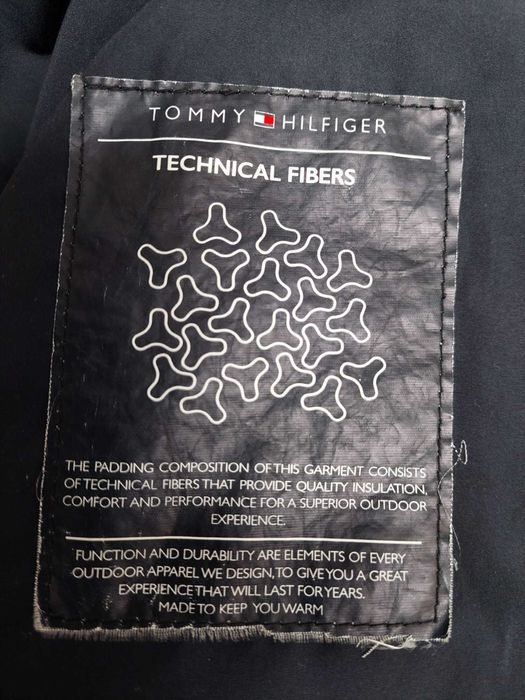 TOMMY HILFIGER
TECHNICAL FIBERS
THE PADDING COMPOSITION OF THIS GARMENT CONSISTS
OF TECHNICAL FIBERS THAT PROVIDE QUALITY INSULATION,
COMFORT AND PERFORMANCE FOR A SUPERIOR OUTDOOR
EXPERIENCE.
FUNCTION AND DURABILITY ARE ELEMENTS OF EVERY
OUTDOOR APPAREL WE DESIGN, TO GIVE YOU A GREAT
EXPERIENCE THAT WILL LAST FOR YEARS.
MADE TO KEEP YOU WARM